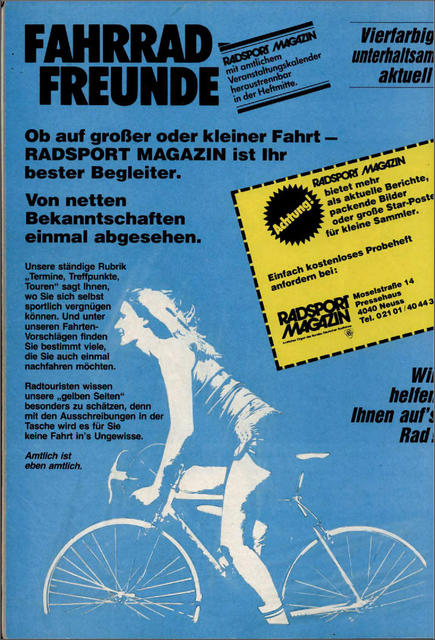 FAHRRAD
FREUNDE
RADSPORT MAGAZIN
mit amtlichem
Veranstaltungskalender
heraustrennbar
in der Heftmitte.
Vierfarbig
unterhaltsam
aktuell
Ob auf großer oder kleiner Fahrt –
RADSPORT MAGAZIN ist Ihr
bester Begleiter.
Von netten
Bekanntschaften
einmal abgesehen.
Achtung!
RADSPORT MAGAZIN
bietet mehr
als aktuelle Berichte,
packende Bilder
oder große Star-Poste
für kleine Sammler.
Einfach kostenloses Probeheft
anfordern bei:
RADSPORT
MAGAZIN
Moselstraße 14
Pressehaus
4040 Neuss
Tel. 02101/4043
Unsere ständige Rubrik
„Termine, Treffpunkte,
Touren“ sagt Ihnen,
wo Sie sich selbst
sportlich vergnügen
können. Und unter
unseren Fahrten-
Vorschlägen finden
Sie bestimmt viele,
die Sie auch einmal
nachfahren möchten.
Radtouristen wissen
unsere „gelben Seiten“
besonders zu schätzen, denn
mit den Ausschreibungen in der
Tasche wird es für Sie
keine Fahrt in's Ungewisse.
Amtlich ist
eben amtlich.
Wir
helfen
Ihnen auf's
Rad!